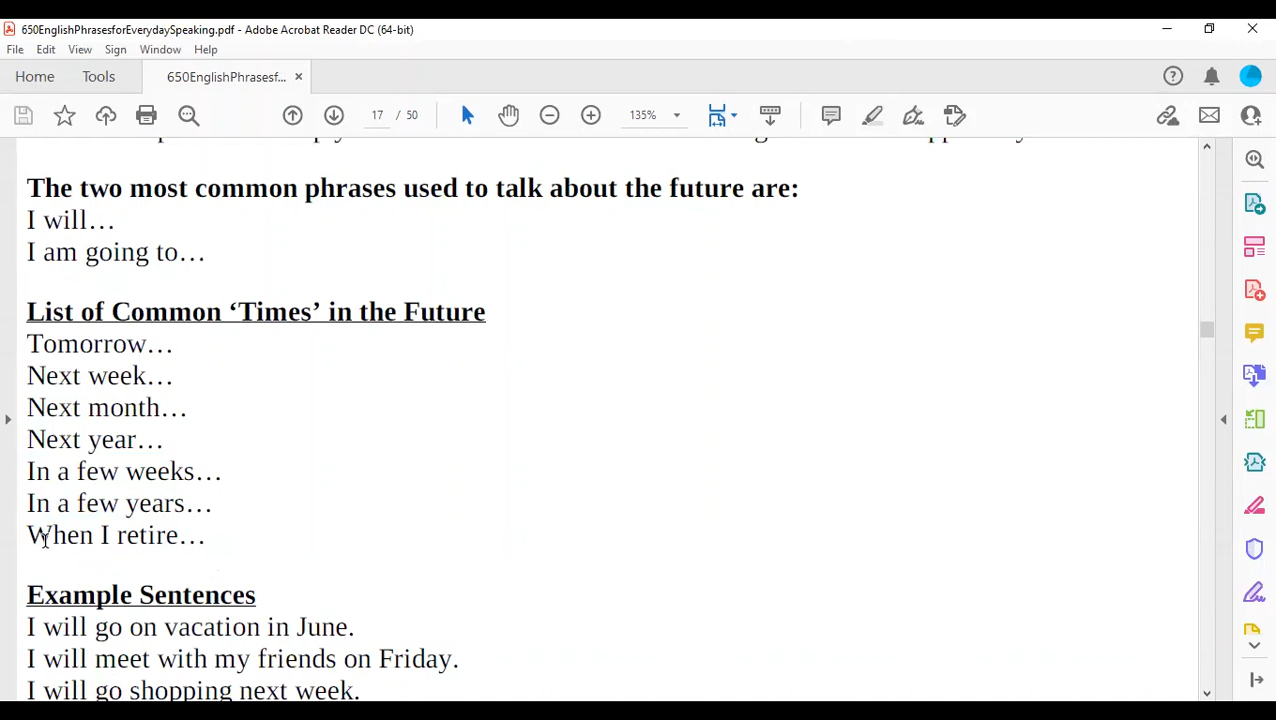 650EnglishPhrasesforEverydaySpeaking.pdf - Adobe Acrobat Reader DC (64-bit)
File Edit View Sign Window Help
Home Tools 650EnglishPhrasesf... ×
17 / 50 135%
The two most common phrases used to talk about the future are:
I will…
I am going to…
List of Common ‘Times’ in the Future
Tomorrow…
Next week…
Next month…
Next year…
In a few weeks…
In a few years…
When I retire…
Example Sentences
I will go on vacation in June.
I will meet with my friends on Friday.
I will go shopping next week.